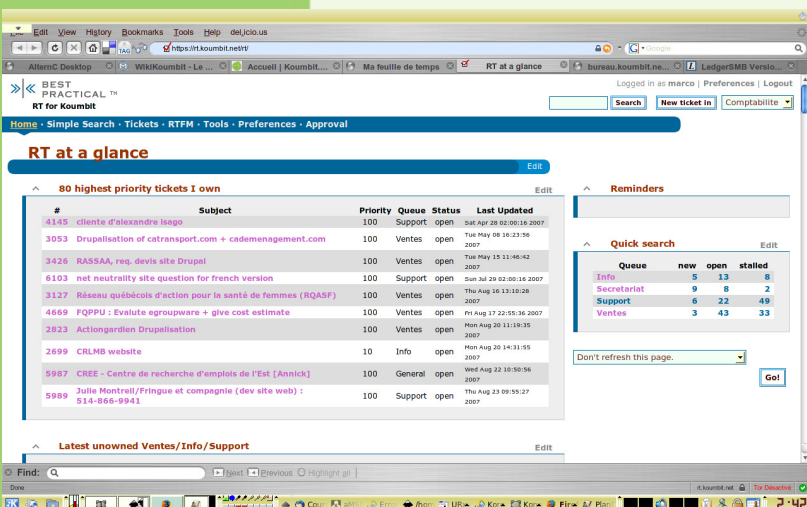 Edit View History Bookmarks Tools Help del.icio.us
TAG https://rt.koumbit.net/rt/ G Google
AlternC Desktop WikiKoumbit - Le ... Accueil | Koumbit.... Ma feuille de temps RT at a glance bureau.koumbit.ne... LedgerSMB Versio...
BEST
PRACTICAL ™
RT for Koumbit
Logged in as marco | Preferences | Logout
Search New ticket in Comptabilite
Home · Simple Search · Tickets · RTFM · Tools · Preferences · Approval
RT at a glance
Edit
80 highest priority tickets I own Edit
# Subject Priority Queue Status Last Updated
4145 cliente d'alexandre isago 100 Support open Sat Apr 28 02:00:16 2007
3053 Drupalisation of catransport.com + cademenagement.com 100 Ventes open Tue May 08 16:23:56
2007
3426 RASSAA, req. devis site Drupal 100 Ventes open Tue May 15 11:46:42
2007
6103 net neutrality site question for french version 100 Support open Sun Jul 29 02:00:16 2007
3127 Réseau québécols d'action pour la santé de femmes (RQASF) 100 Ventes open Thu Aug 16 13:10:28
2007
4669 FQPPU : Evalute egroupware + give cost estimate 100 Ventes open Fri Aug 17 22:55:36 2007
2823 Actiongardien Drupalisation 100 Ventes open Mon Aug 20 11:19:35
2007
2699 CRLMB website 10 Info open Mon Aug 20 14:31:55
2007
5987 CREE - Centre de recherche d'emplois de l'Est [Annick] 100 General open Wed Aug 22 10:50:56
2007
5989 Julie Montreil/Fringue et compagnie (dev site web) :
514-866-9941 100 Support open Thu Aug 23 09:55:27
2007
Latest unowned Ventes/Info/Support Edit
Reminders
Quick search Edit
Queue new open stalled
Info 5 13 8
Secretariat 9 8 2
Support 6 22 49
Ventes 3 43 33
Don't refresh this page.
Go!
Find: Next Previous Highlight all
Done rt.koumbit.net Tor Désactivé
2:42